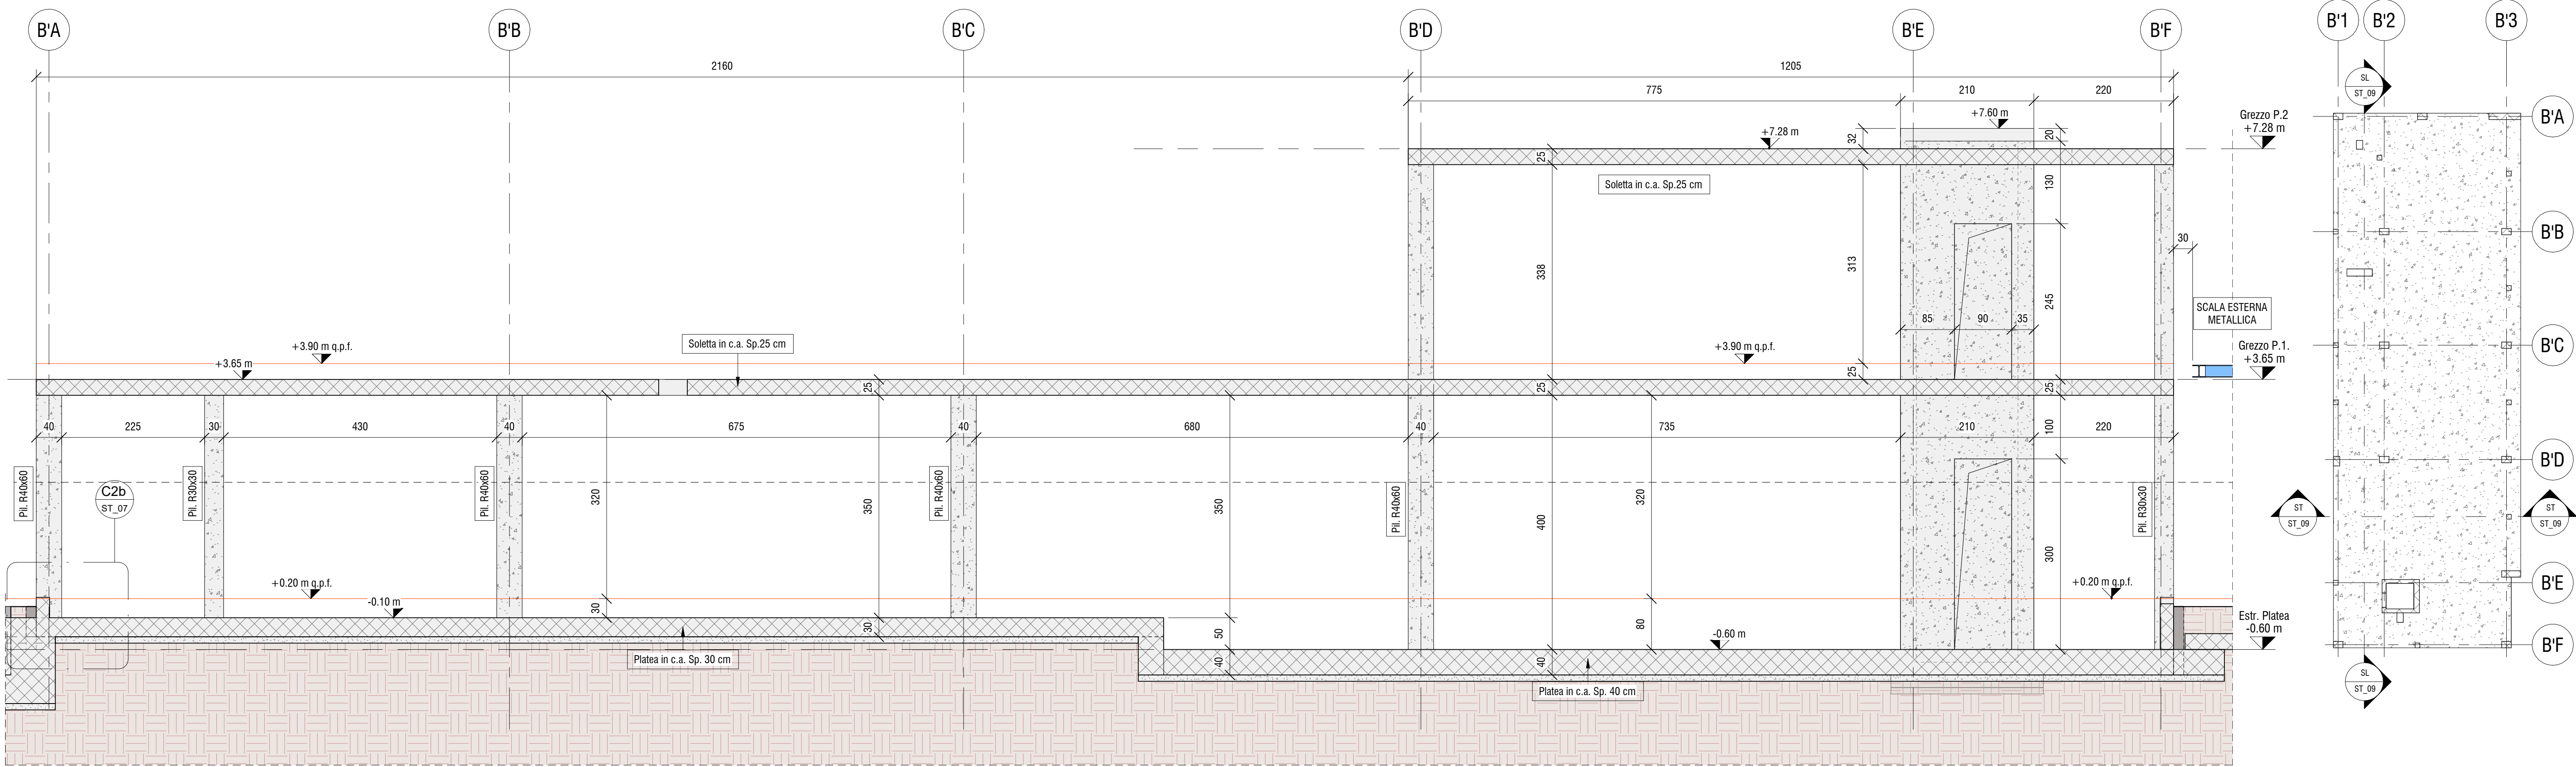 B'A
B'B
B'C
B'D
B'E
B'F
B'1
B'2
B'3
2160
1205
775
210
220
SL
ST_09
+7.60 m
+7.28 m
32
20
25
Grezzo P.2
+7.28 m
B'A
Soletta in c.a. Sp.25 cm
130
B'B
30
338
313
245
SCALA ESTERNA
METALLICA
85
90
35
+3.90 m q.p.f.
Soletta in c.a. Sp.25 cm
+3.90 m q.p.f.
Grezzo P.1.
+3.65 m
B'C
+3.65 m
25
25
25
25
40
225
30
430
40
675
40
680
40
735
210
100
220
B'D
Pil. R40x60
C2b
ST_07
Pil. R30x30
Pil. R40x60
320
350
Pil. R40x60
350
Pil. R40x60
400
320
300
Pil. R30x30
ST
ST_09
ST
ST_09
+0.20 m q.p.f.
+0.20 m q.p.f.
B'E
-0.10 m
30
30
50
80
-0.60 m
Estr. Platea
-0.60 m
B'F
Platea in c.a. Sp. 30 cm
40
40
Platea in c.a. Sp. 40 cm
SL
ST_09